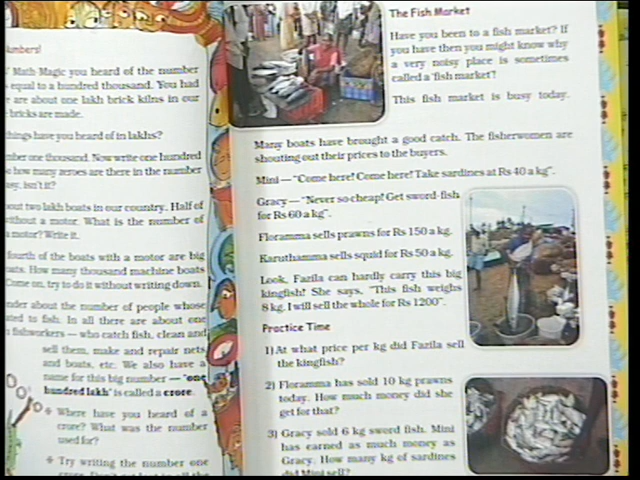 umbers!
Math-Magic you heard of the number
equal to a hundred thousand. You had
are about one lakh brick kilns in our
bricks are made.
things have you heard of in lakhs?
mber one thousand. Now write one hundred
how many zeroes are there in the number
easy, isn't it?
out two lakh boats in our country. Half of
without a motor. What is the number of
a motor? Write it.
fourth of the boats with a motor are big
boats. How many thousand machine boats
Come on, try to do it without writing down.
nder about the number of people whose
ated to fish. In all there are about one
fishworkers — who catch fish, clean and
sell them, make and repair nets
and boats, etc. We also have a
name for this big number — "one
hundred lakh" is called a crore.
Where have you heard of a
crore? What was the number
used for?
Try writing the number one
The Fish Market
Have you been to a fish market? If
you have then you might know why
a very noisy place is sometimes
called a 'fish market'?
This fish market is busy today.
Many boats have brought a good catch. The fisherwomen are
shouting out their prices to the buyers.
Mini — "Come here! Come here! Take sardines at Rs 40 a kg".
Gracy — "Never so cheap! Get sword-fish
for Rs 60 a kg".
Floramma sells prawns for Rs 150 a kg.
Karuthamma sells squid for Rs 50 a kg.
Look, Fazila can hardly carry this big
kingfish! She says, "This fish weighs
8 kg. I will sell the whole for Rs 1200".
Practice Time
1) At what price per kg did Fazila sell
the kingfish?
2) Floramma has sold 10 kg prawns
today. How much money did she
get for that?
3) Gracy sold 6 kg sword fish. Mini
has earned as much money as
Gracy. How many kg of sardines
did Mini sell?